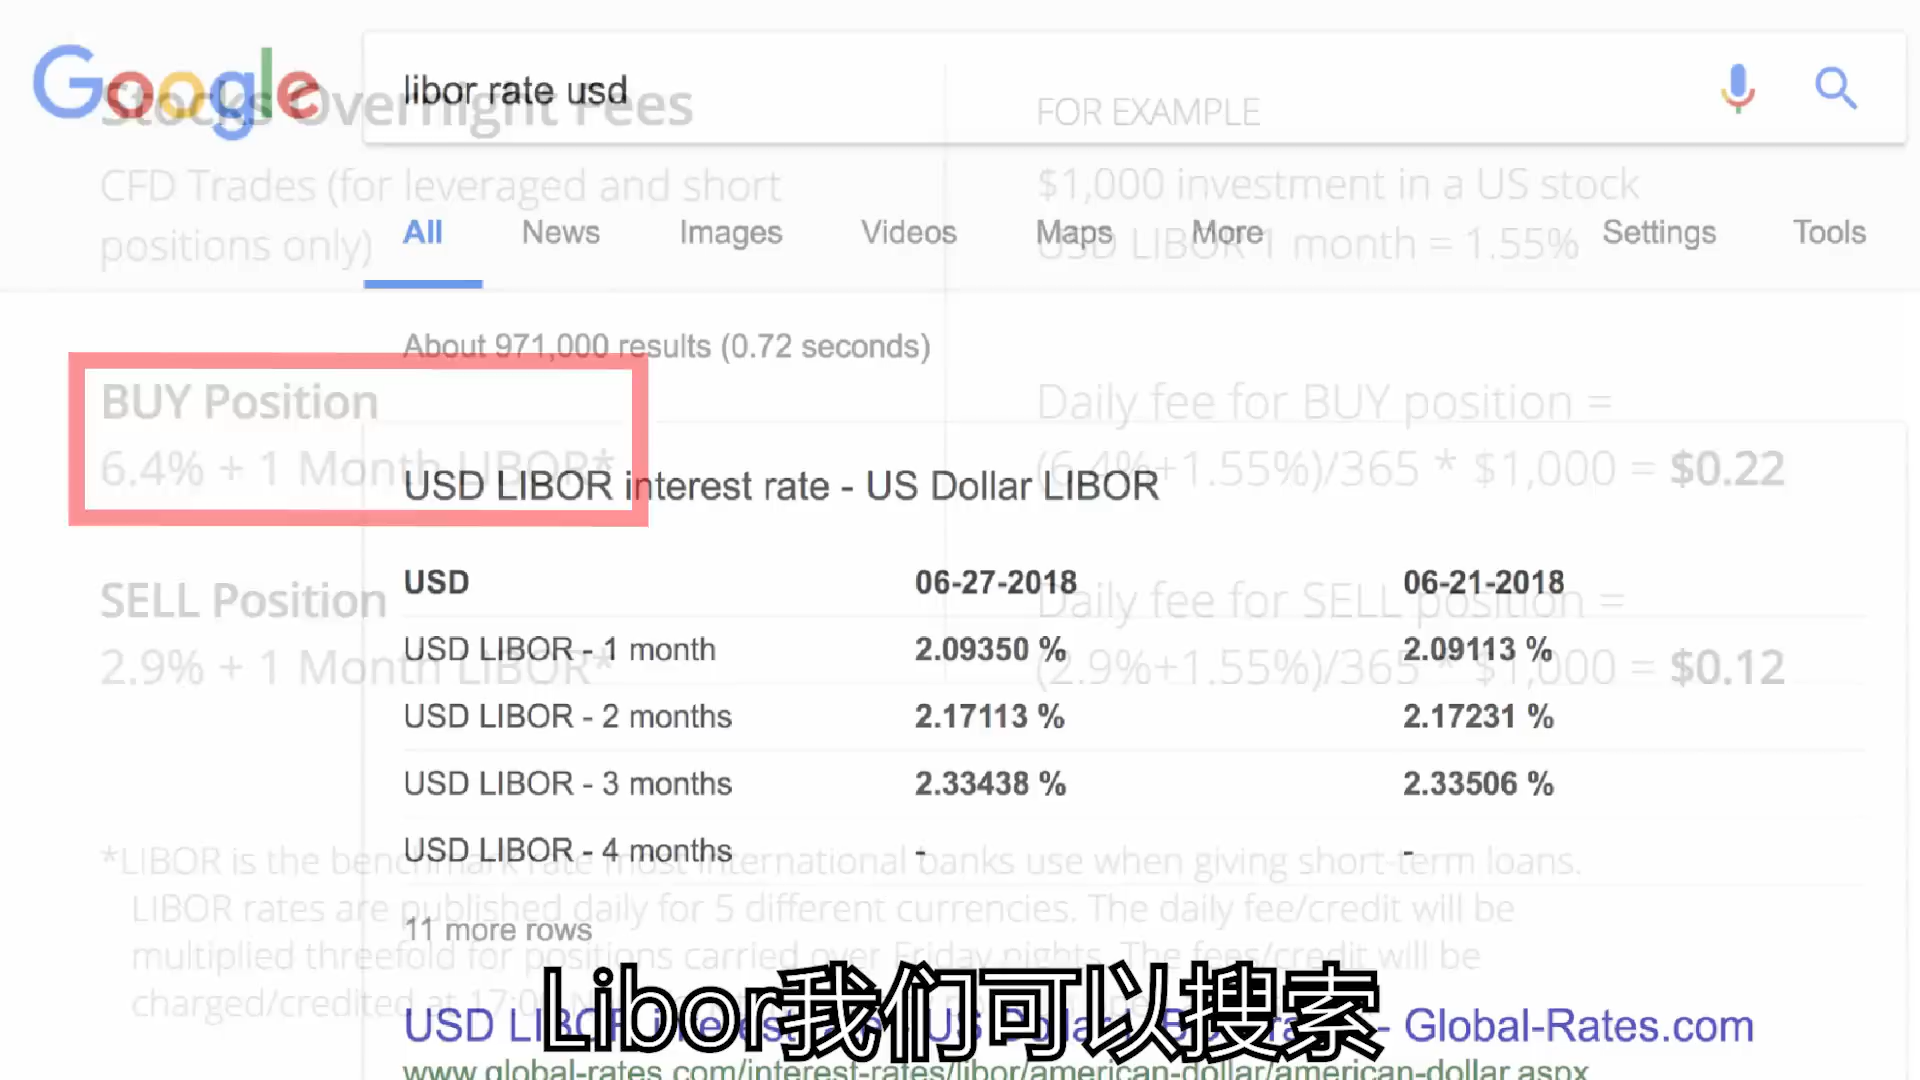 Google
libor rate usd
Stocks Overnight Fees
FOR EXAMPLE
CFD Trades (for leveraged and short
positions only)
$1,000 investment in a US stock
USD LIBOR 1 month = 1.55%
All News Images Videos Maps More Settings Tools
About 971,000 results (0.72 seconds)
BUY Position
6.4% + 1 Month LIBOR*
Daily fee for BUY position =
(6.4%+1.55%)/365 * $1,000 = $0.22
USD LIBOR interest rate - US Dollar LIBOR
USD 06-27-2018 06-21-2018
USD LIBOR - 1 month 2.09350 % 2.09113 %
USD LIBOR - 2 months 2.17113 % 2.17231 %
USD LIBOR - 3 months 2.33438 % 2.33506 %
USD LIBOR - 4 months - -
11 more rows
SELL Position
2.9% + 1 Month LIBOR*
Daily fee for SELL position =
(2.9%+1.55%)/365 * $1,000 = $0.12
*LIBOR is the benchmark rate most international banks use when giving short-term loans.
LIBOR rates are published daily for 5 different currencies. The daily fee/credit will be
multiplied threefold for positions carried over Friday nights. The fees/credit will be
charged/credited at 17:0
USD LIBOR interest rate - US Dollar LIBOR - Global-Rates.com
www.global-rates.com/interest-rates/libor/american-dollar/american-dollar.aspx
Libor我们可以搜索